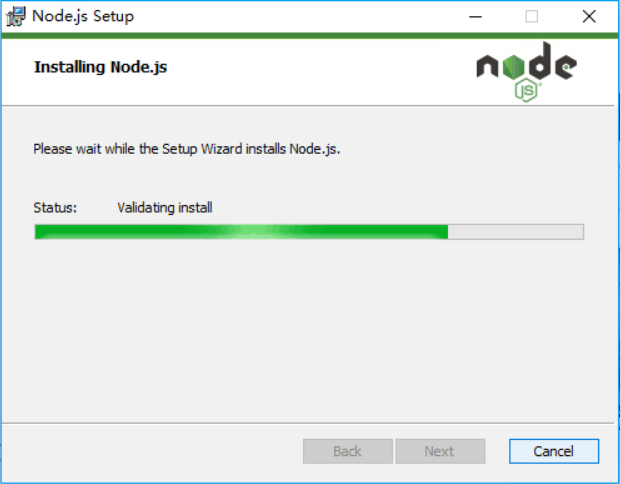 Node.js Setup
Installing Node.js
node
JS
Please wait while the Setup Wizard installs Node.js.
Status: Validating install
Back Next Cancel